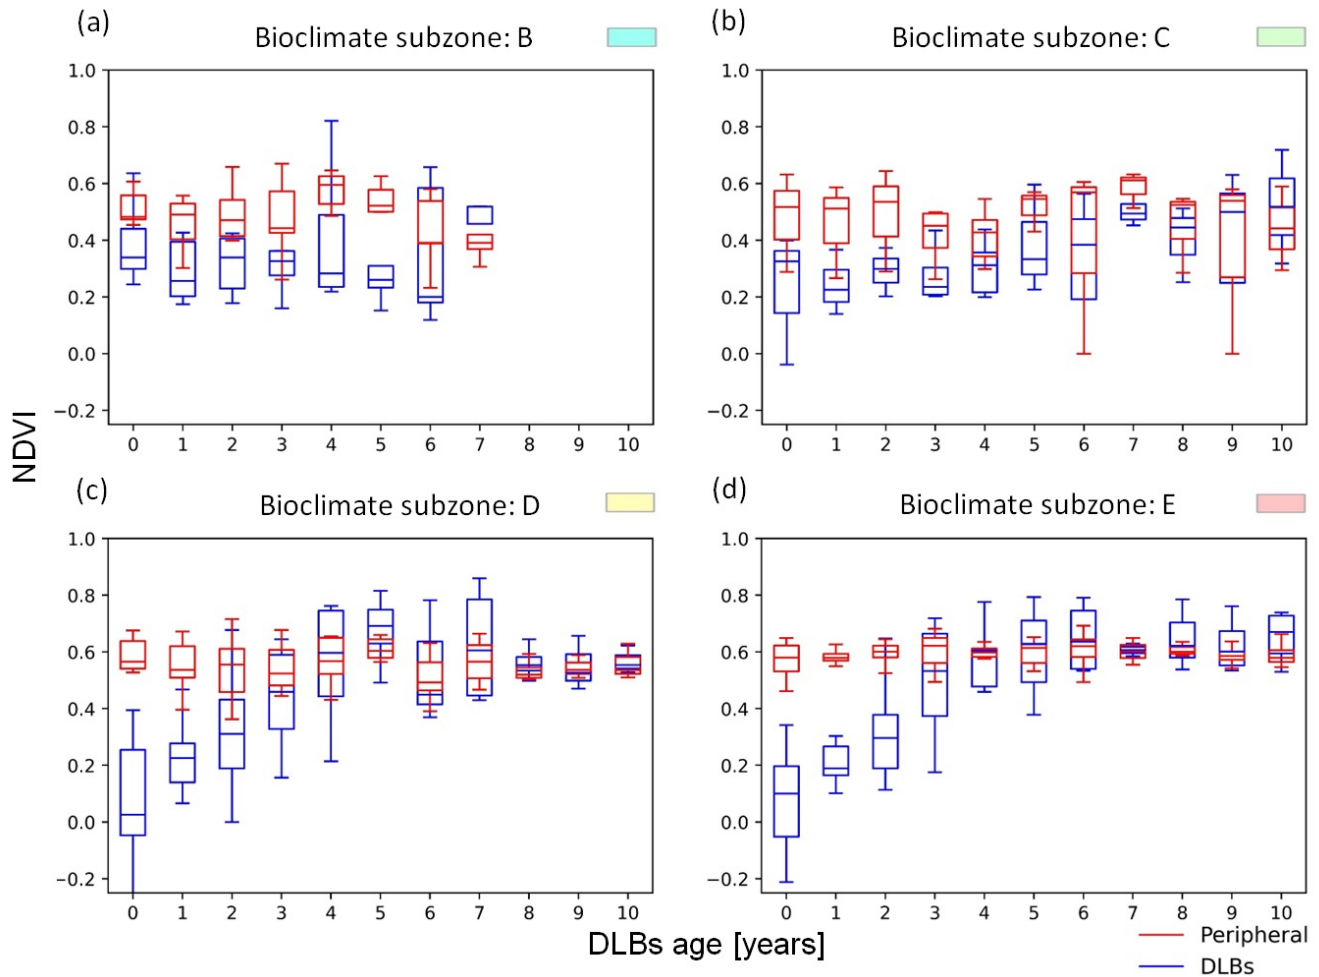 (a)
Bioclimate subzone: B
1.0
0.8
0.6
0.4
0.2
0.0
−0.2
0 1 2 3 4 5 6 7 8 9 10
(b)
Bioclimate subzone: C
1.0
0.8
0.6
0.4
0.2
0.0
−0.2
0 1 2 3 4 5 6 7 8 9 10
NDVI
(c)
Bioclimate subzone: D
1.0
0.8
0.6
0.4
0.2
0.0
−0.2
0 1 2 3 4 5 6 7 8 9 10
(d)
Bioclimate subzone: E
1.0
0.8
0.6
0.4
0.2
0.0
−0.2
0 1 2 3 4 5 6 7 8 9 10
DLBs age [years]
Peripheral
DLBs